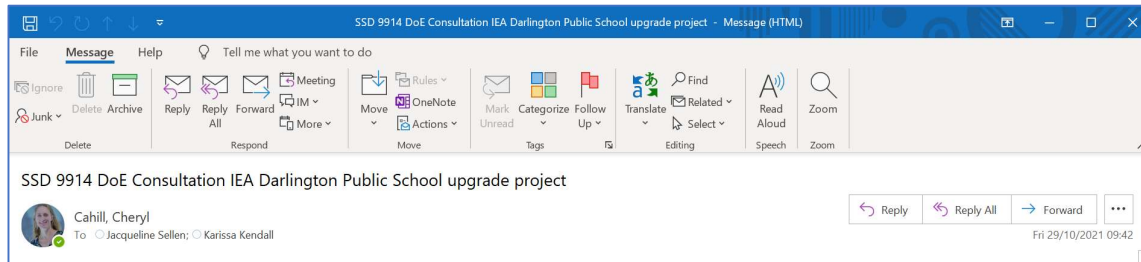 SSD 9914 DoE Consultation IEA Darlington Public School upgrade project - Message (HTML)
File Message Help Tell me what you want to do
Ignore
Junk
Delete Archive
Reply Reply All Forward
Meeting
IM
More
Move
Rules
OneNote
Actions
Mark Unread Categorize Follow Up
Translate
Find
Related
Select
Read Aloud
Zoom
Delete Respond Move Tags Editing Speech Zoom
SSD 9914 DoE Consultation IEA Darlington Public School upgrade project
Cahill, Cheryl
To Jacqueline Sellen; Karissa Kendall
Reply Reply All Forward
Fri 29/10/2021 09:42